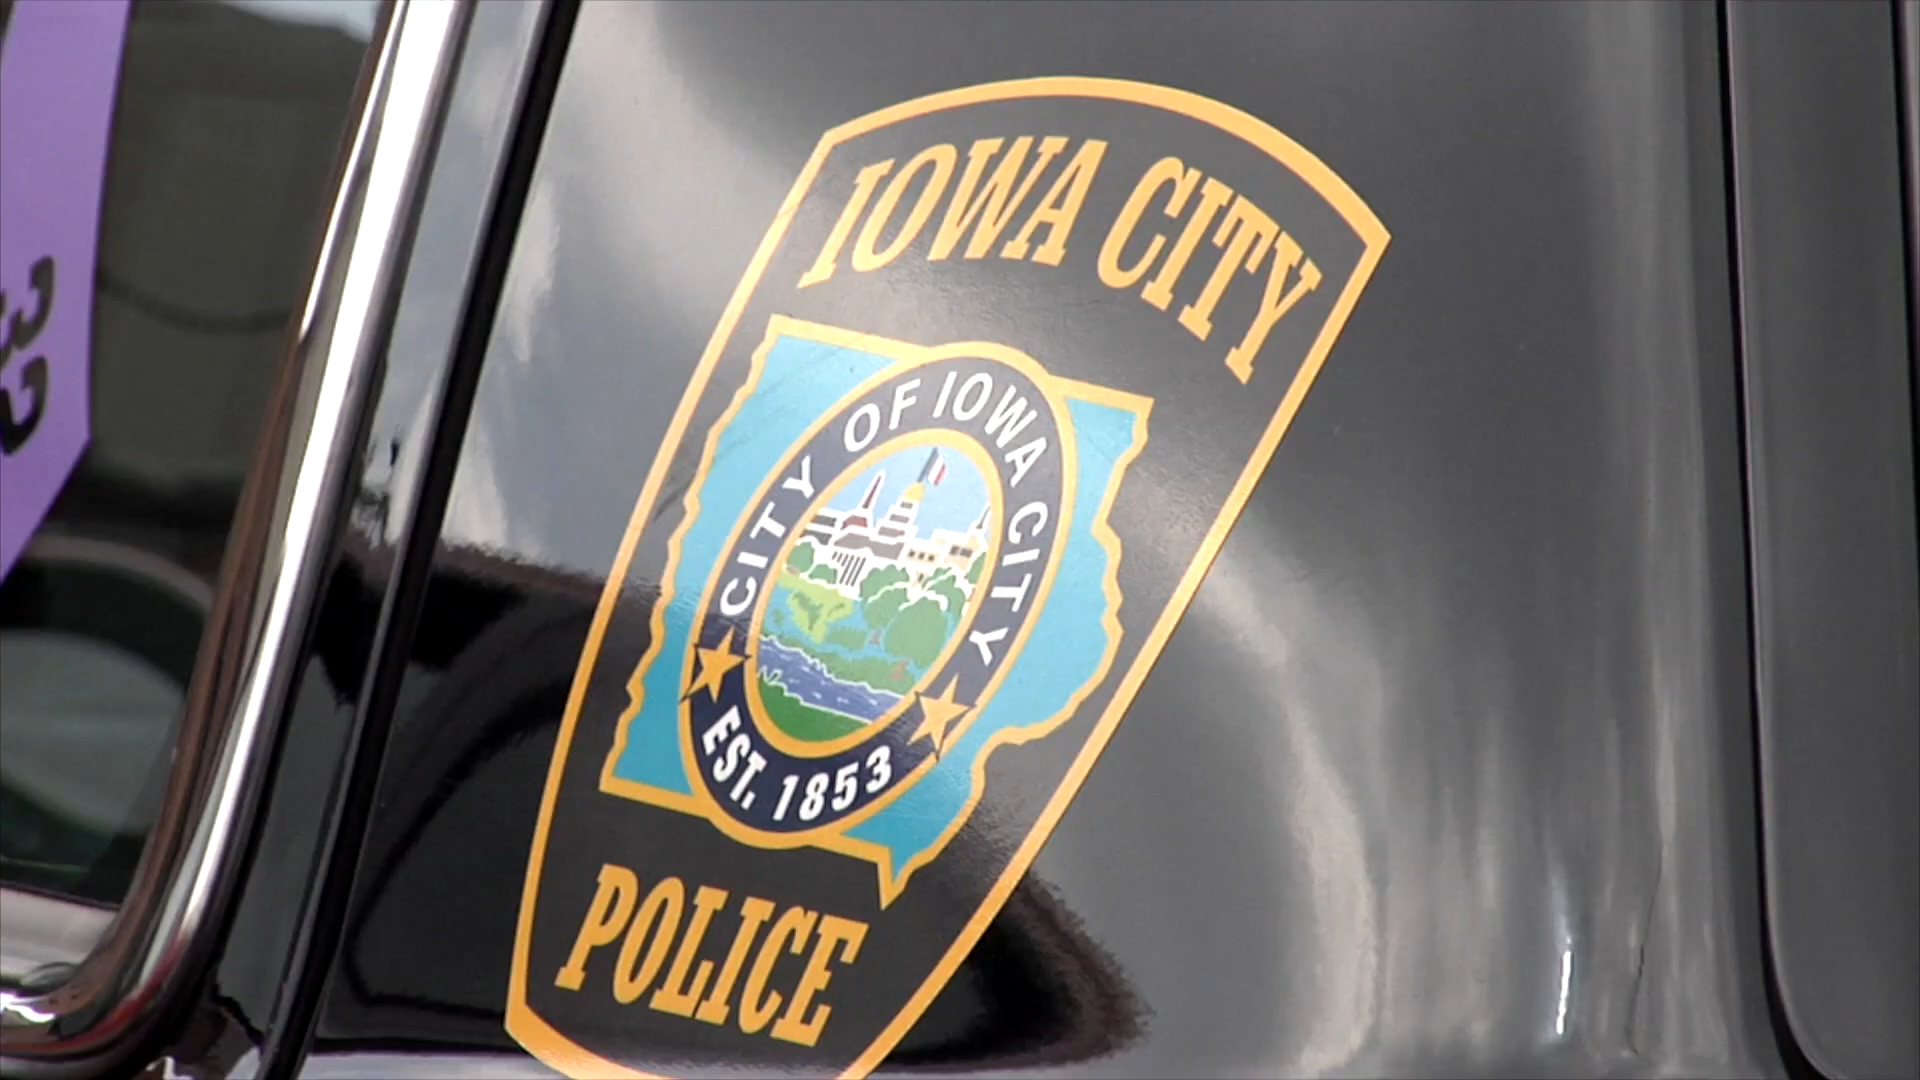 IOWA CITY
CITY OF IOWA CITY
EST. 1853
POLICE